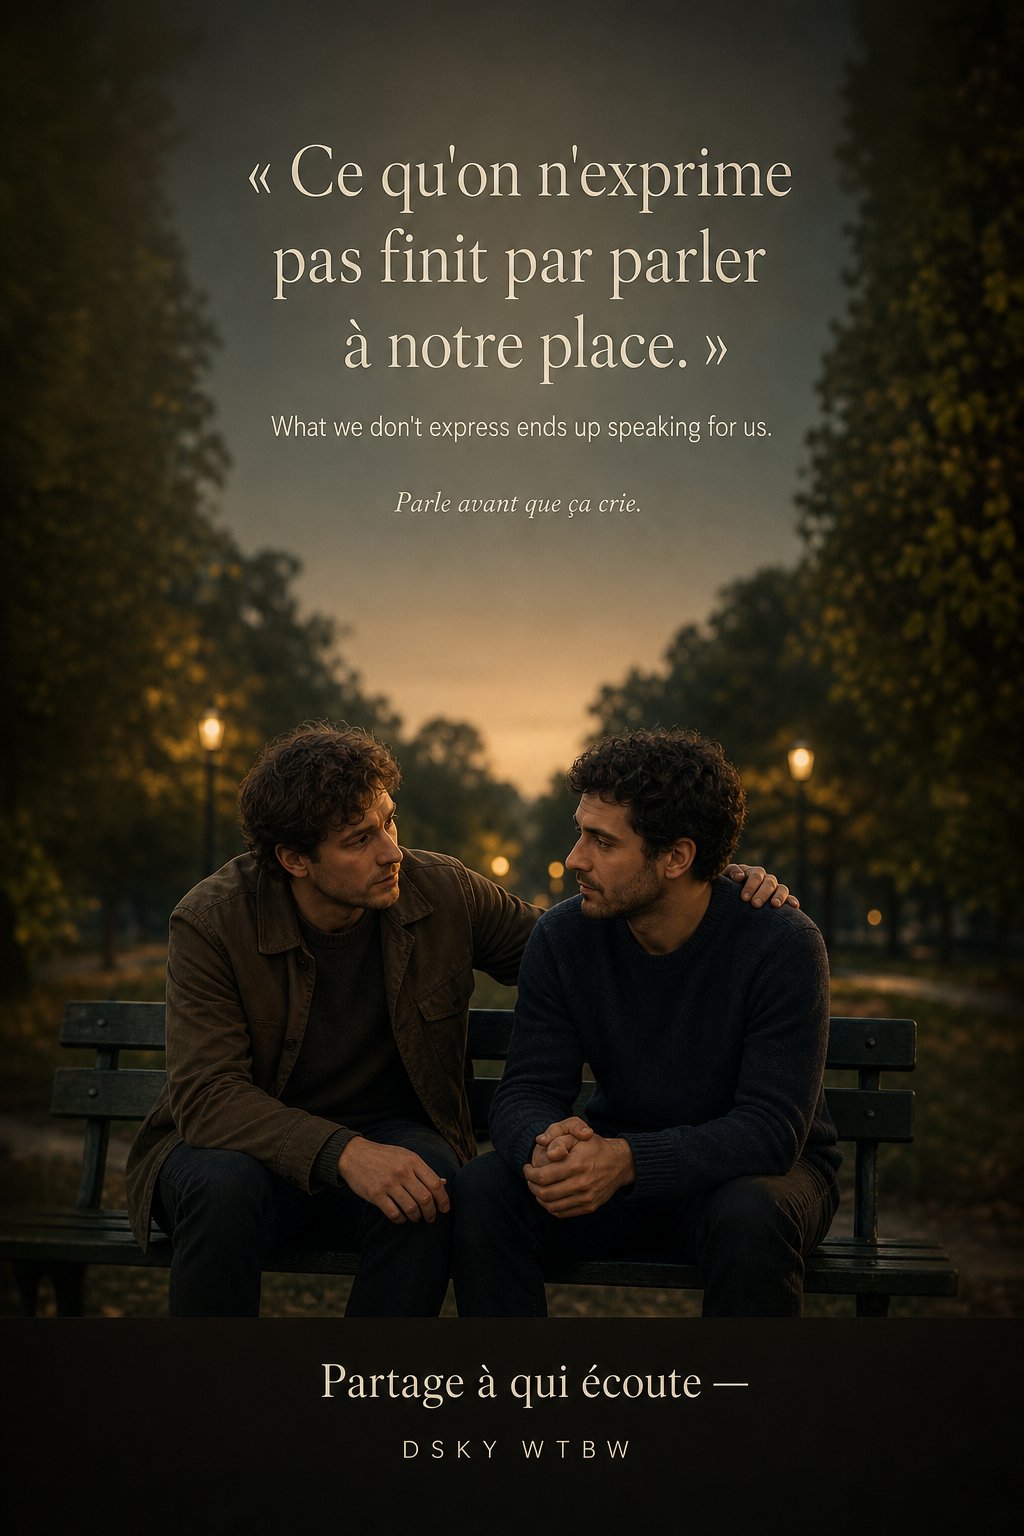 « Ce qu'on n'exprime
pas finit par parler
à notre place. »
What we don't express ends up speaking for us.
Parle avant que ça crie.
Partage à qui écoute —
DSKY WTBW